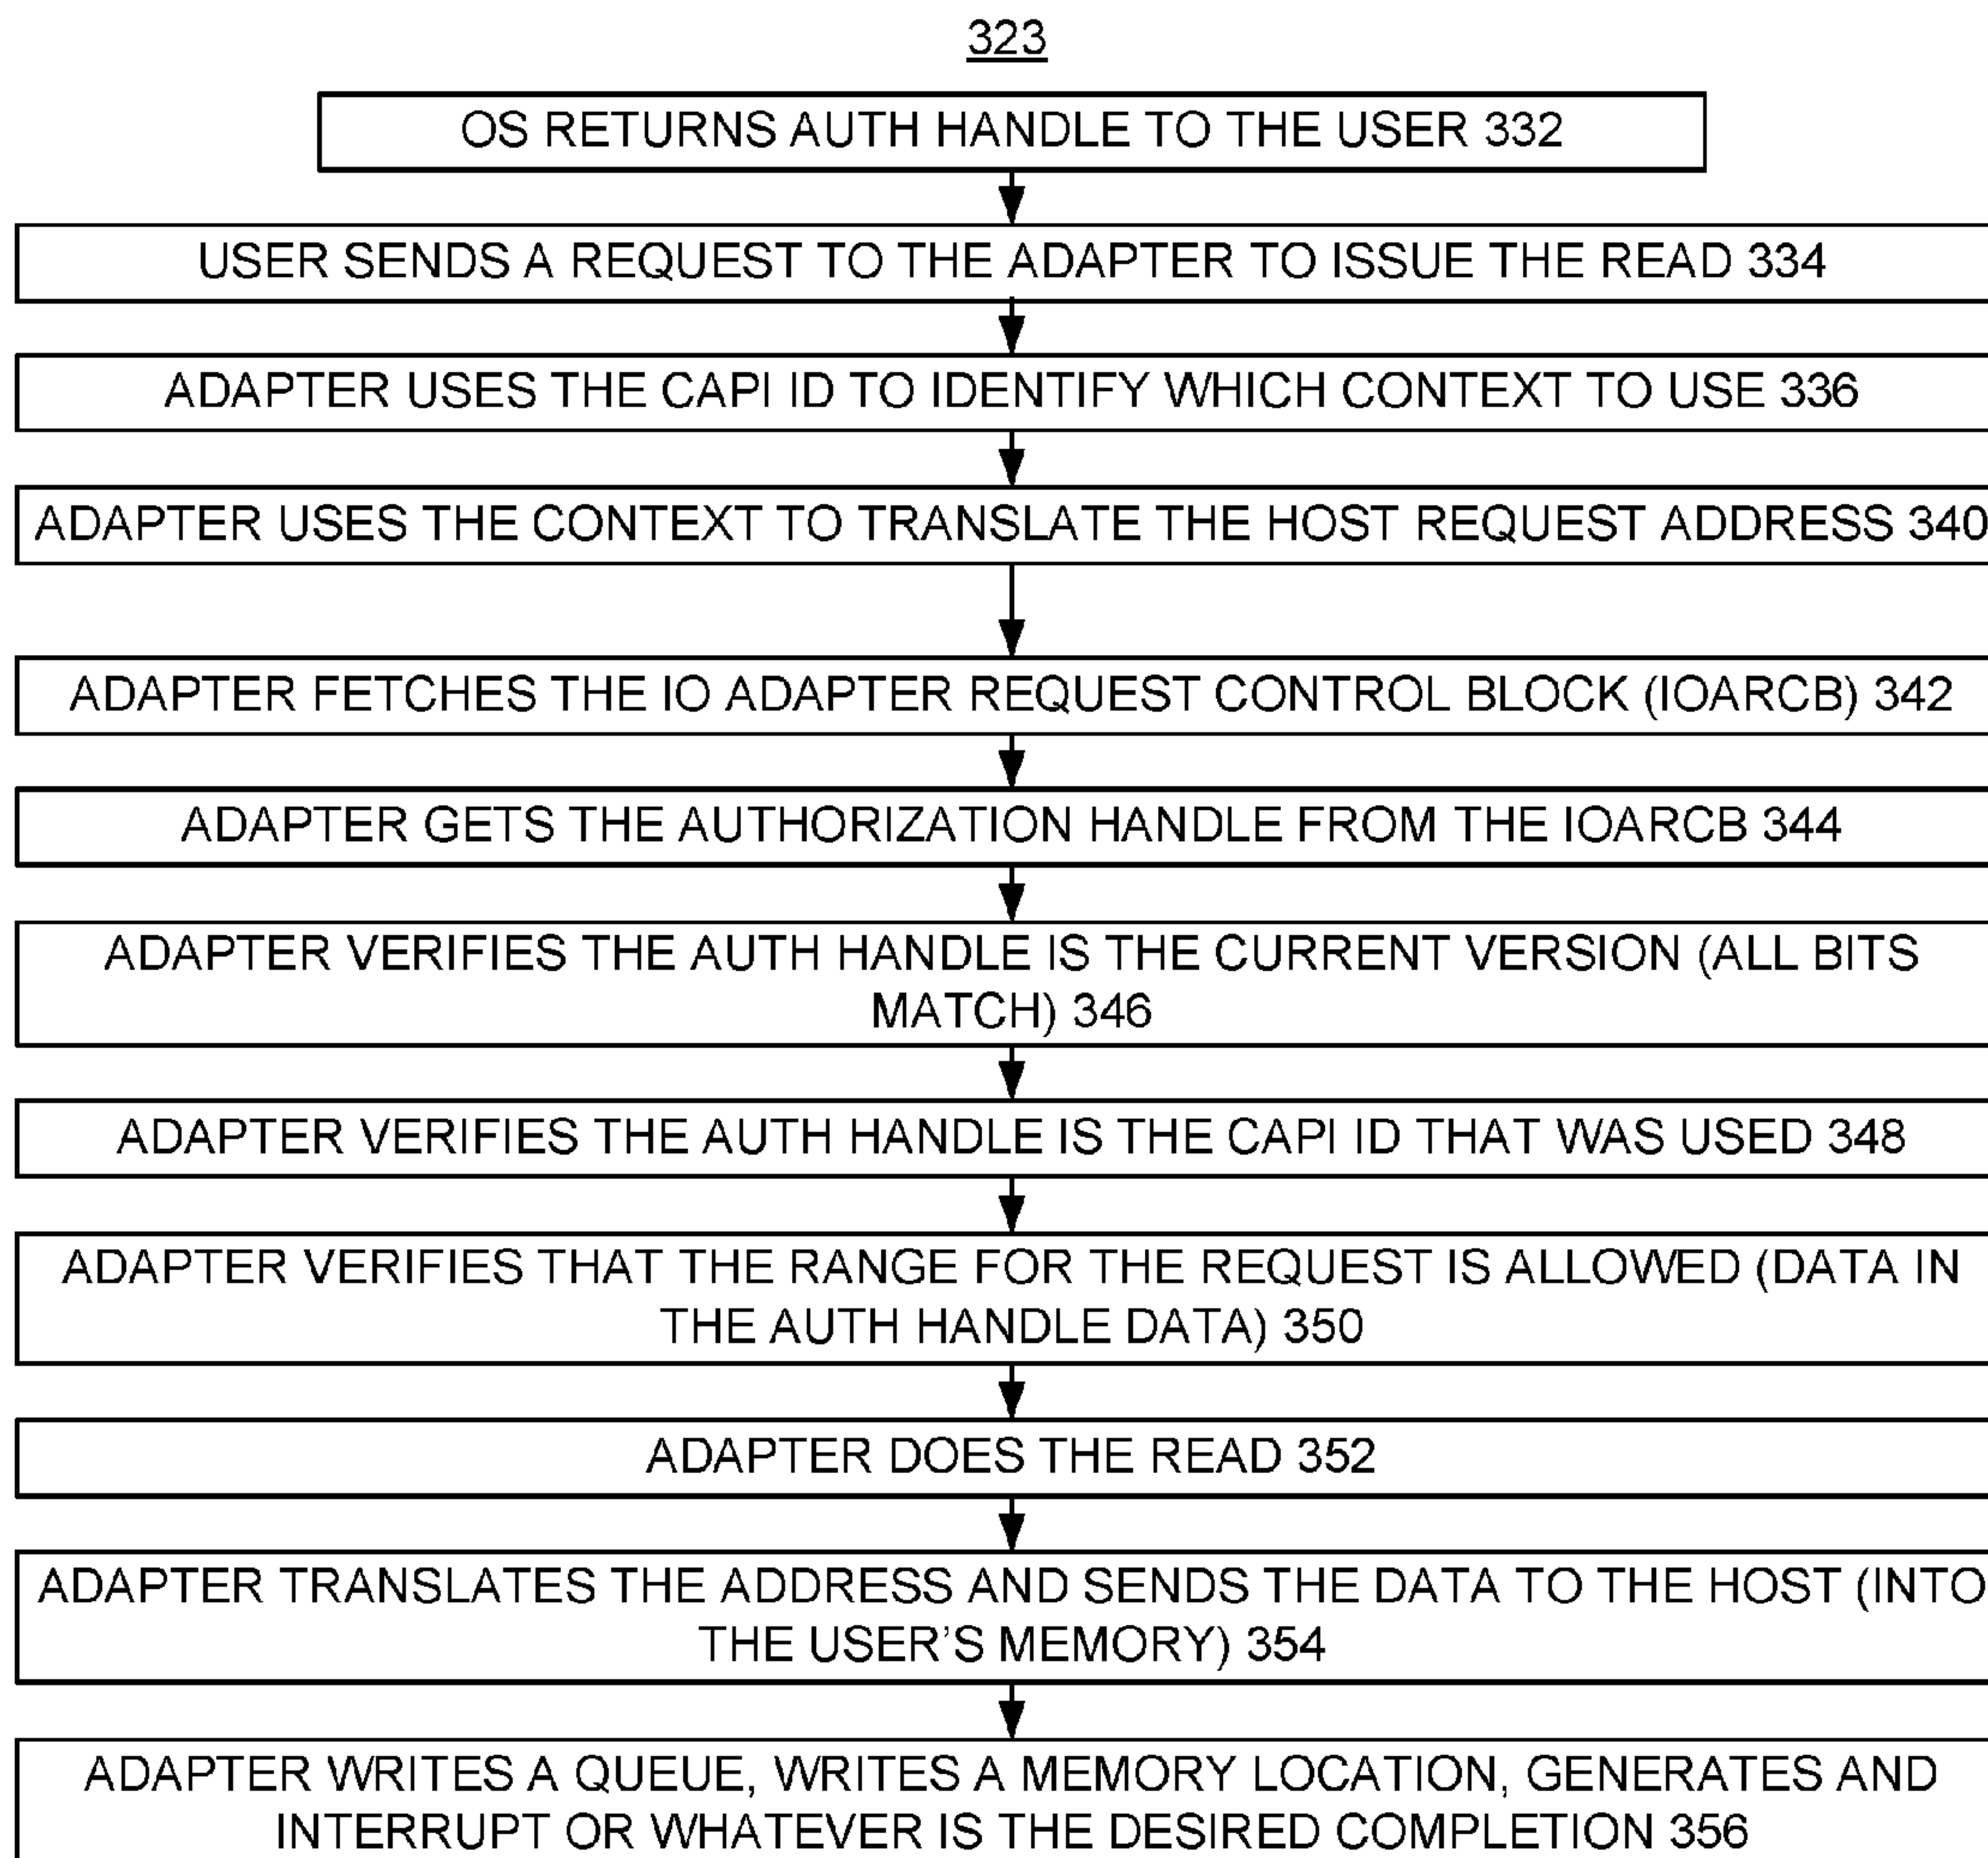 323
OS RETURNS AUTH HANDLE TO THE USER 332
USER SENDS A REQUEST TO THE ADAPTER TO ISSUE THE READ 334
ADAPTER USES THE CAPI ID TO IDENTIFY WHICH CONTEXT TO USE 336
ADAPTER USES THE CONTEXT TO TRANSLATE THE HOST REQUEST ADDRESS 340
ADAPTER FETCHES THE IO ADAPTER REQUEST CONTROL BLOCK (IOARCB) 342
ADAPTER GETS THE AUTHORIZATION HANDLE FROM THE IOARCB 344
ADAPTER VERIFIES THE AUTH HANDLE IS THE CURRENT VERSION (ALL BITS
MATCH) 346
ADAPTER VERIFIES THE AUTH HANDLE IS THE CAPI ID THAT WAS USED 348
ADAPTER VERIFIES THAT THE RANGE FOR THE REQUEST IS ALLOWED (DATA IN
THE AUTH HANDLE DATA) 350
ADAPTER DOES THE READ 352
ADAPTER TRANSLATES THE ADDRESS AND SENDS THE DATA TO THE HOST (INTO
THE USER’S MEMORY) 354
ADAPTER WRITES A QUEUE, WRITES A MEMORY LOCATION, GENERATES AND
INTERRUPT OR WHATEVER IS THE DESIRED COMPLETION 356